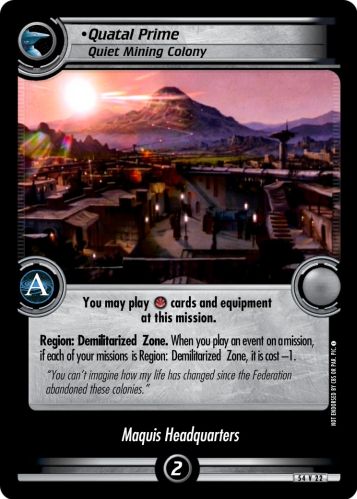 •Quatal Prime
Quiet Mining Colony
A
You may play cards and equipment
at this mission.
Region: Demilitarized Zone. When you play an event on a mission,
if each of your missions is Region: Demilitarized Zone, it is cost –1.
"You can't imagine how my life has changed since the Federation
abandoned these colonies."
Maquis Headquarters
2
54 V 22
NOT ENDORSED BY CBS OR PAR. PIC.